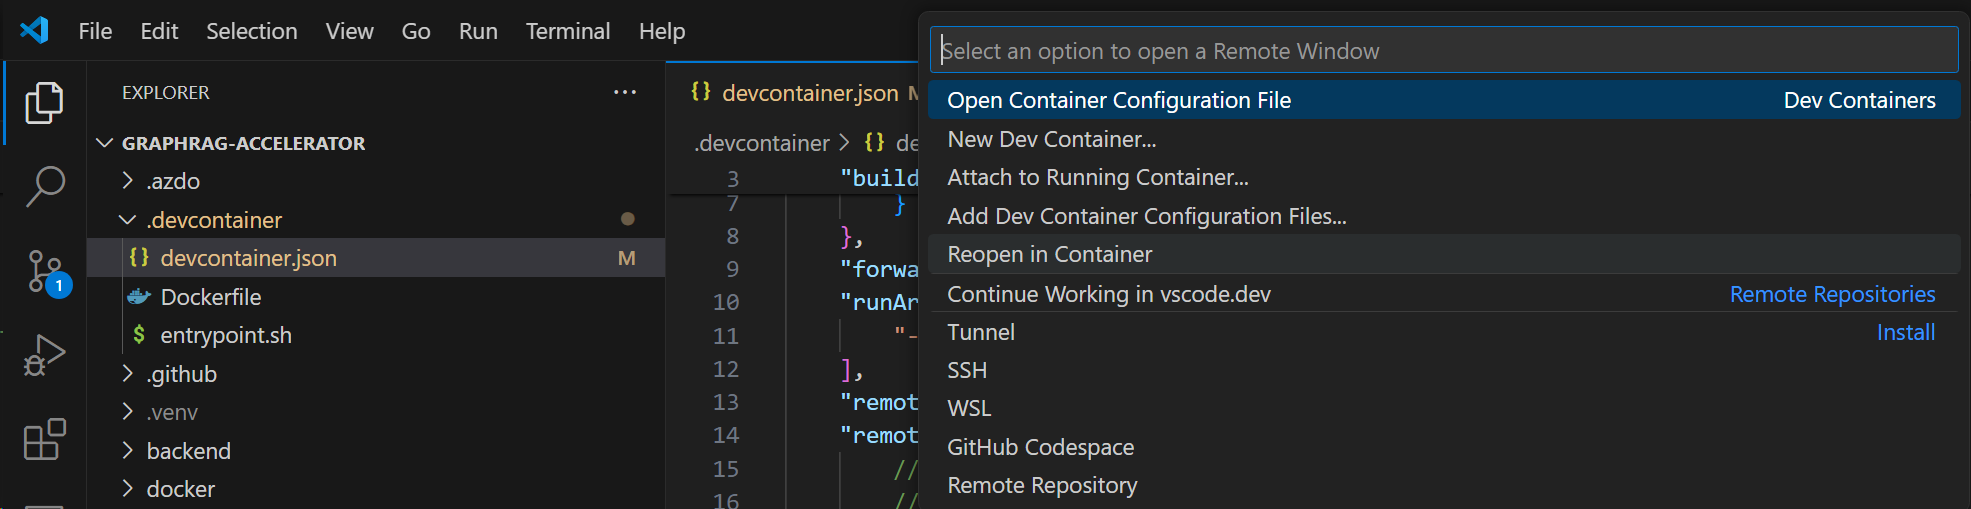 File Edit Selection View Go Run Terminal Help
EXPLORER ...
GRAPHRAG-ACCELERATOR
.azdo
.devcontainer
devcontainer.json M
Dockerfile
$ entrypoint.sh
.github
.venv
backend
docker
{} devcontainer.json
.devcontainer > {} de
3 "build
7 }
8 },
9 "forwa
10 "runAr
11 "-
12 ],
13 "remot
14 "remot
15 //
16 //
1
Select an option to open a Remote Window
Open Container Configuration File Dev Containers
New Dev Container...
Attach to Running Container...
Add Dev Container Configuration Files...
Reopen in Container
Continue Working in vscode.dev Remote Repositories
Tunnel Install
SSH
WSL
GitHub Codespace
Remote Repository